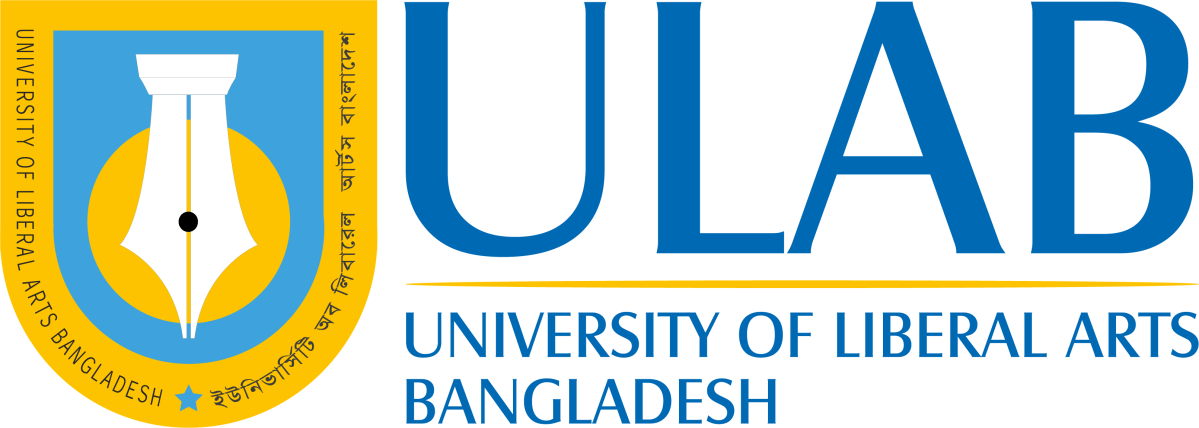 UNIVERSITY OF LIBERAL ARTS BANGLADESH
ইউনিভার্সিটি অব লিবারেল আর্টস বাংলাদেশ
ULAB
UNIVERSITY OF LIBERAL ARTS
BANGLADESH